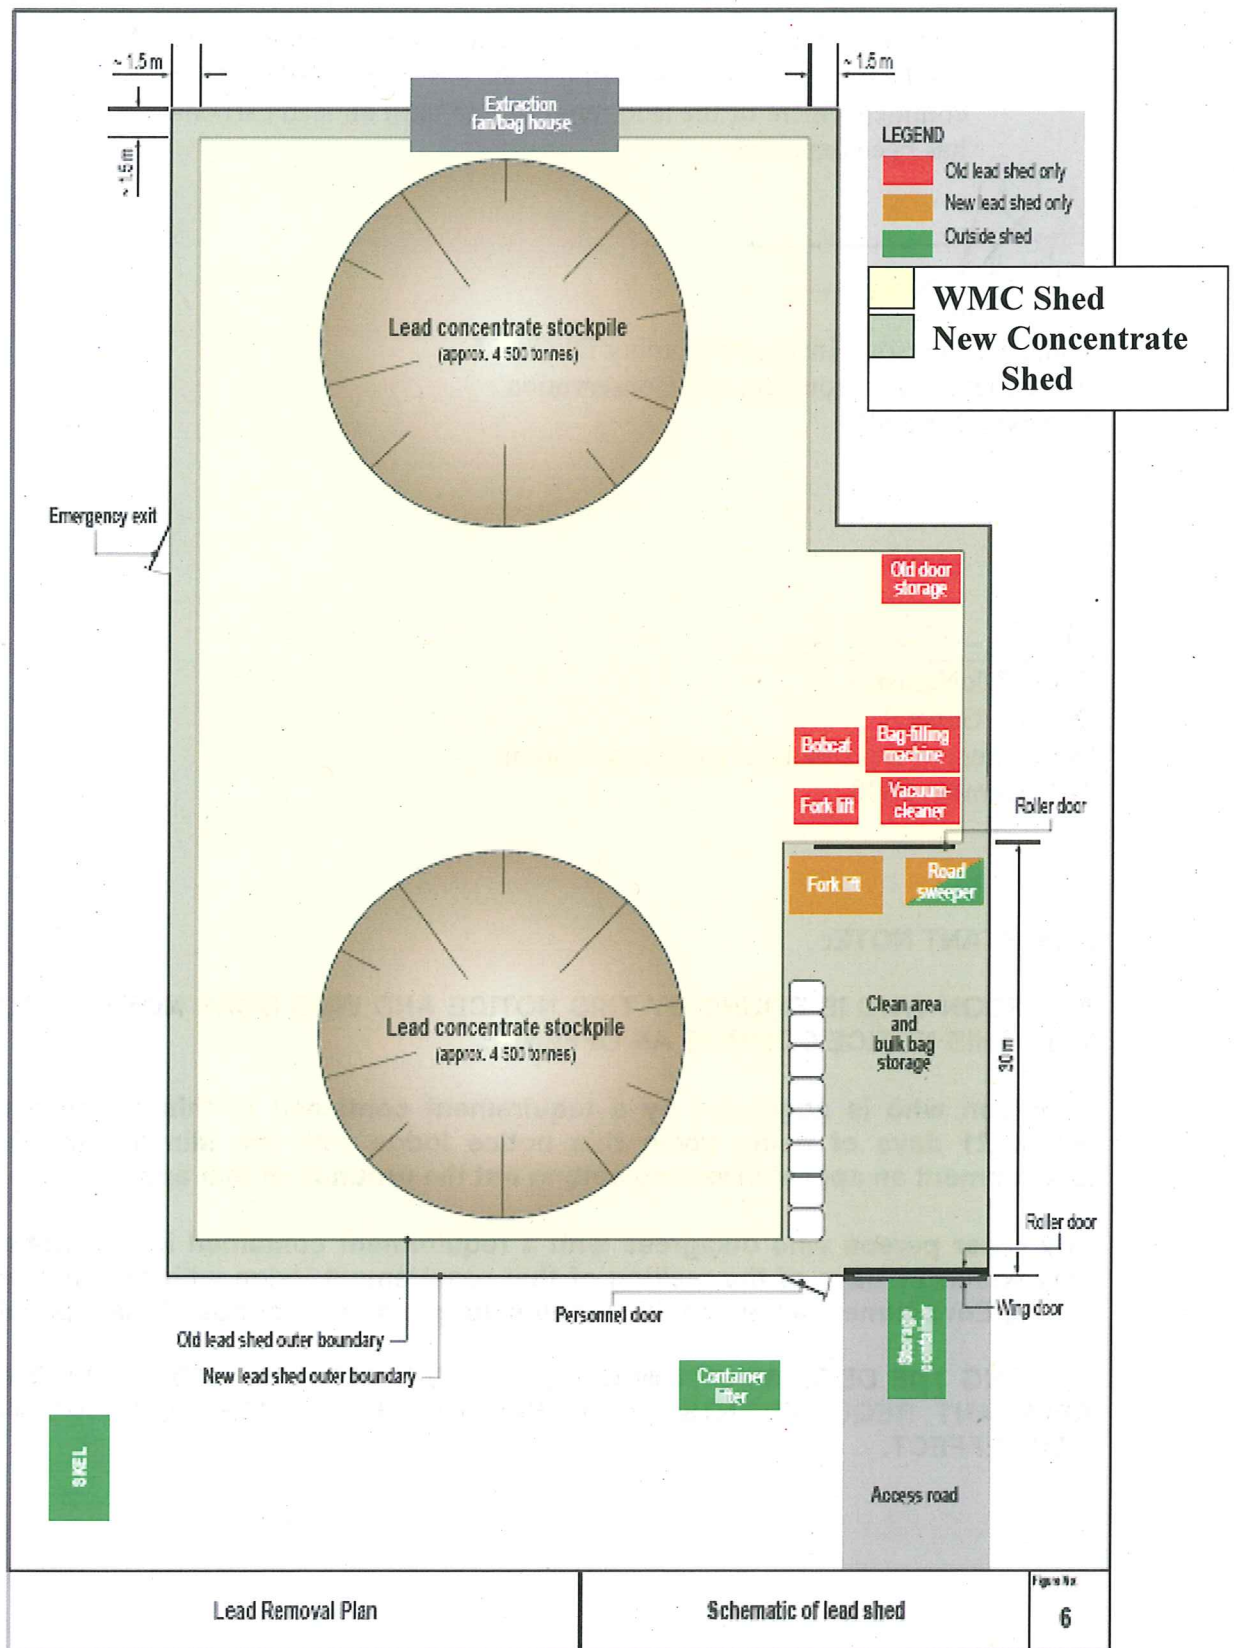 ~ 1.5 m
~ 1.5 m
~ 1.5 m
Extraction
fan/bag house
LEGEND
Old lead shed only
New lead shed only
Outside shed
WMC Shed
New Concentrate
Shed
Lead concentrate stockpile
(approx. 4 500 tonnes)
Emergency exit
Old door
storage
Bobcat
Bag-filling
machine
Fork lift
Vacuum-
cleaner
Roller door
Fork lift
Road
sweeper
Clean area
and
bulk bag
storage
30 m
Lead concentrate stockpile
(approx. 4 500 tonnes)
Roller door
Wing door
Personnel door
Old lead shed outer boundary
New lead shed outer boundary
Storage
container
Container
lifter
SKEL
Access road
Lead Removal Plan
Schematic of lead shed
Figure No.
6